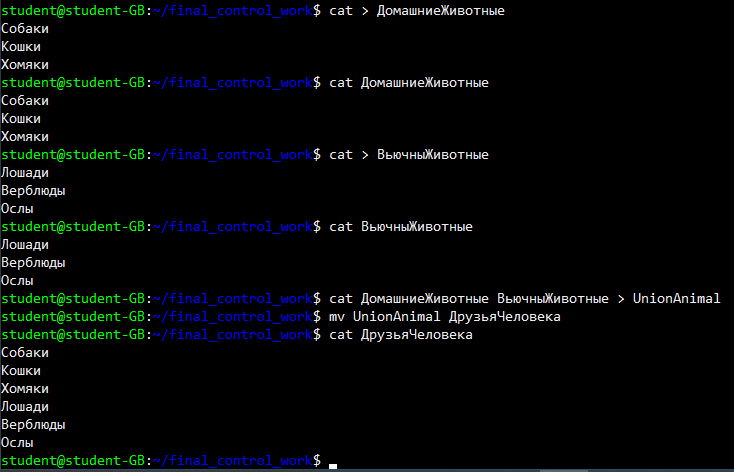 student@student-GB:~/final_control_work$ cat > ДомашниеЖивотные
Собаки
Кошки
Хомяки
student@student-GB:~/final_control_work$ cat ДомашниеЖивотные
Собаки
Кошки
Хомяки
student@student-GB:~/final_control_work$ cat > ВьючныЖивотные
Лошади
Верблюды
Ослы
student@student-GB:~/final_control_work$ cat ВьючныЖивотные
Лошади
Верблюды
Ослы
student@student-GB:~/final_control_work$ cat ДомашниеЖивотные ВьючныЖивотные > UnionAnimal
student@student-GB:~/final_control_work$ mv UnionAnimal ДрузьяЧеловека
student@student-GB:~/final_control_work$ cat ДрузьяЧеловека
Собаки
Кошки
Хомяки
Лошади
Верблюды
Ослы
student@student-GB:~/final_control_work$